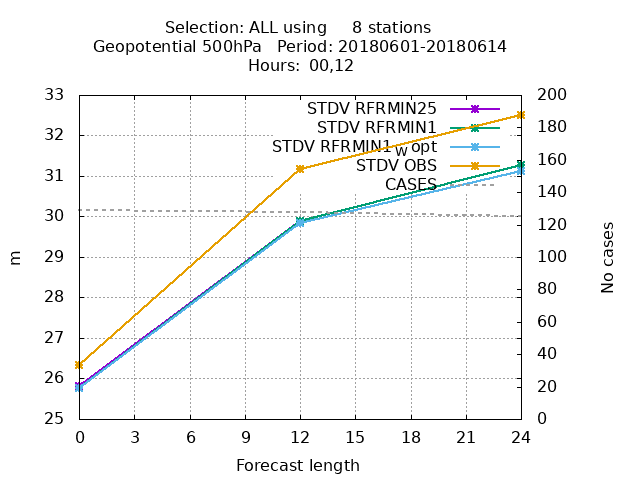 Selection: ALL using     8 stations
Geopotential 500hPa   Period: 20180601-20180614
Hours:  00,12
33 200
STDV RFRMIN25
STDV RFRMIN1
STDV RFRMIN1_W opt
STDV OBS
CASES
32 180
31 160
30 140
29 120
28 100
27 80
26 60
25 40
20
0
m
No cases
0 3 6 9 12 15 18 21 24
Forecast length